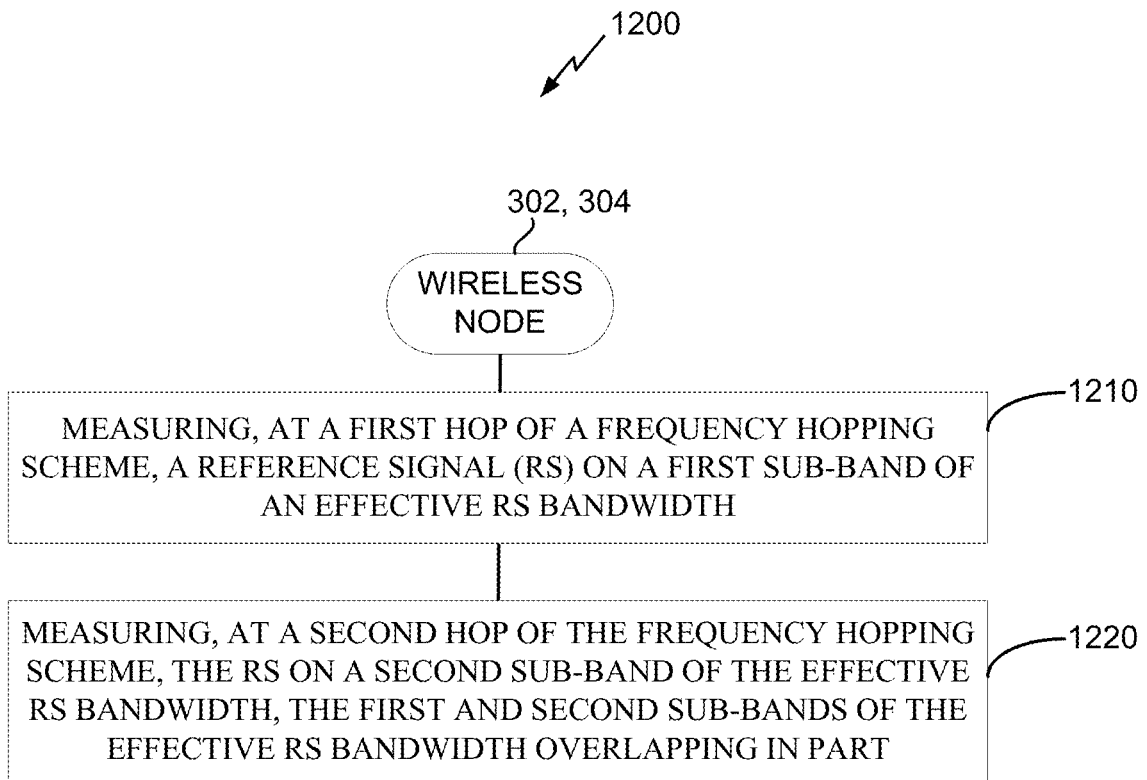 1200
302, 304
WIRELESS
NODE
1210
MEASURING, AT A FIRST HOP OF A FREQUENCY HOPPING
SCHEME, A REFERENCE SIGNAL (RS) ON A FIRST SUB-BAND OF
AN EFFECTIVE RS BANDWIDTH
1220
MEASURING, AT A SECOND HOP OF THE FREQUENCY HOPPING
SCHEME, THE RS ON A SECOND SUB-BAND OF THE EFFECTIVE
RS BANDWIDTH, THE FIRST AND SECOND SUB-BANDS OF THE
EFFECTIVE RS BANDWIDTH OVERLAPPING IN PART